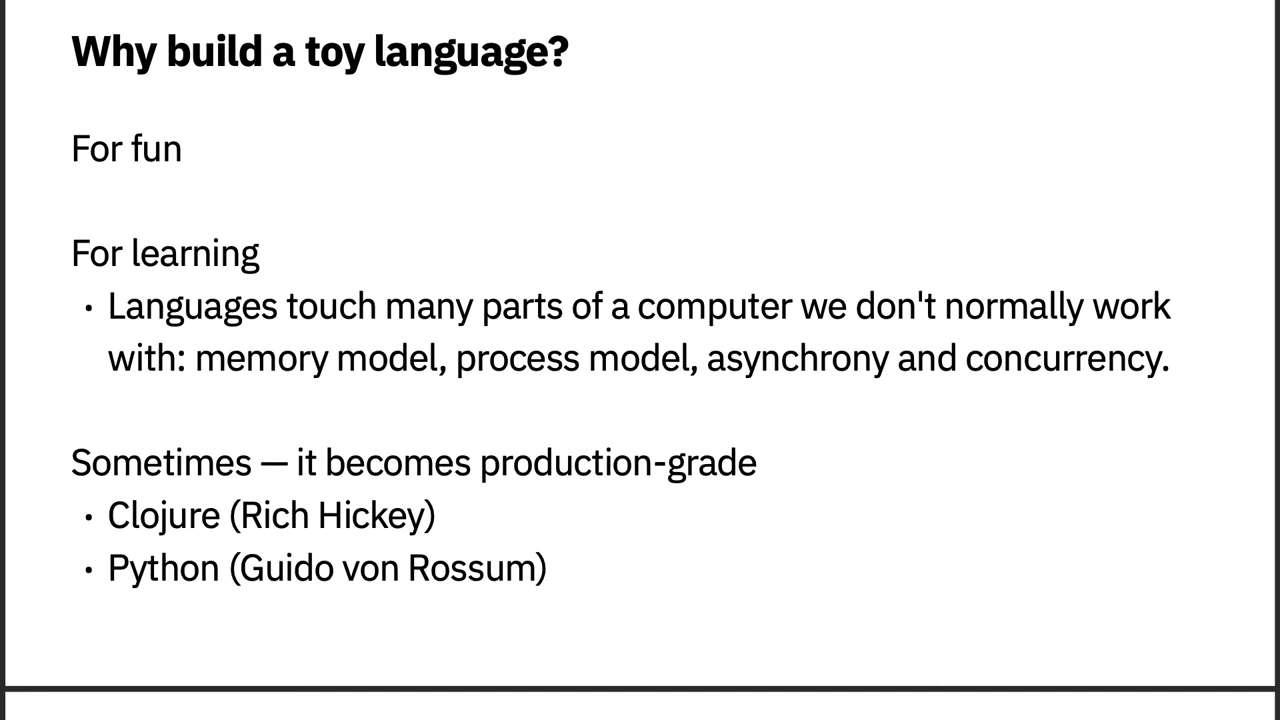 Why build a toy language?
For fun
For learning
• Languages touch many parts of a computer we don't normally work
with: memory model, process model, asynchrony and concurrency.
Sometimes — it becomes production-grade
• Clojure (Rich Hickey)
• Python (Guido von Rossum)